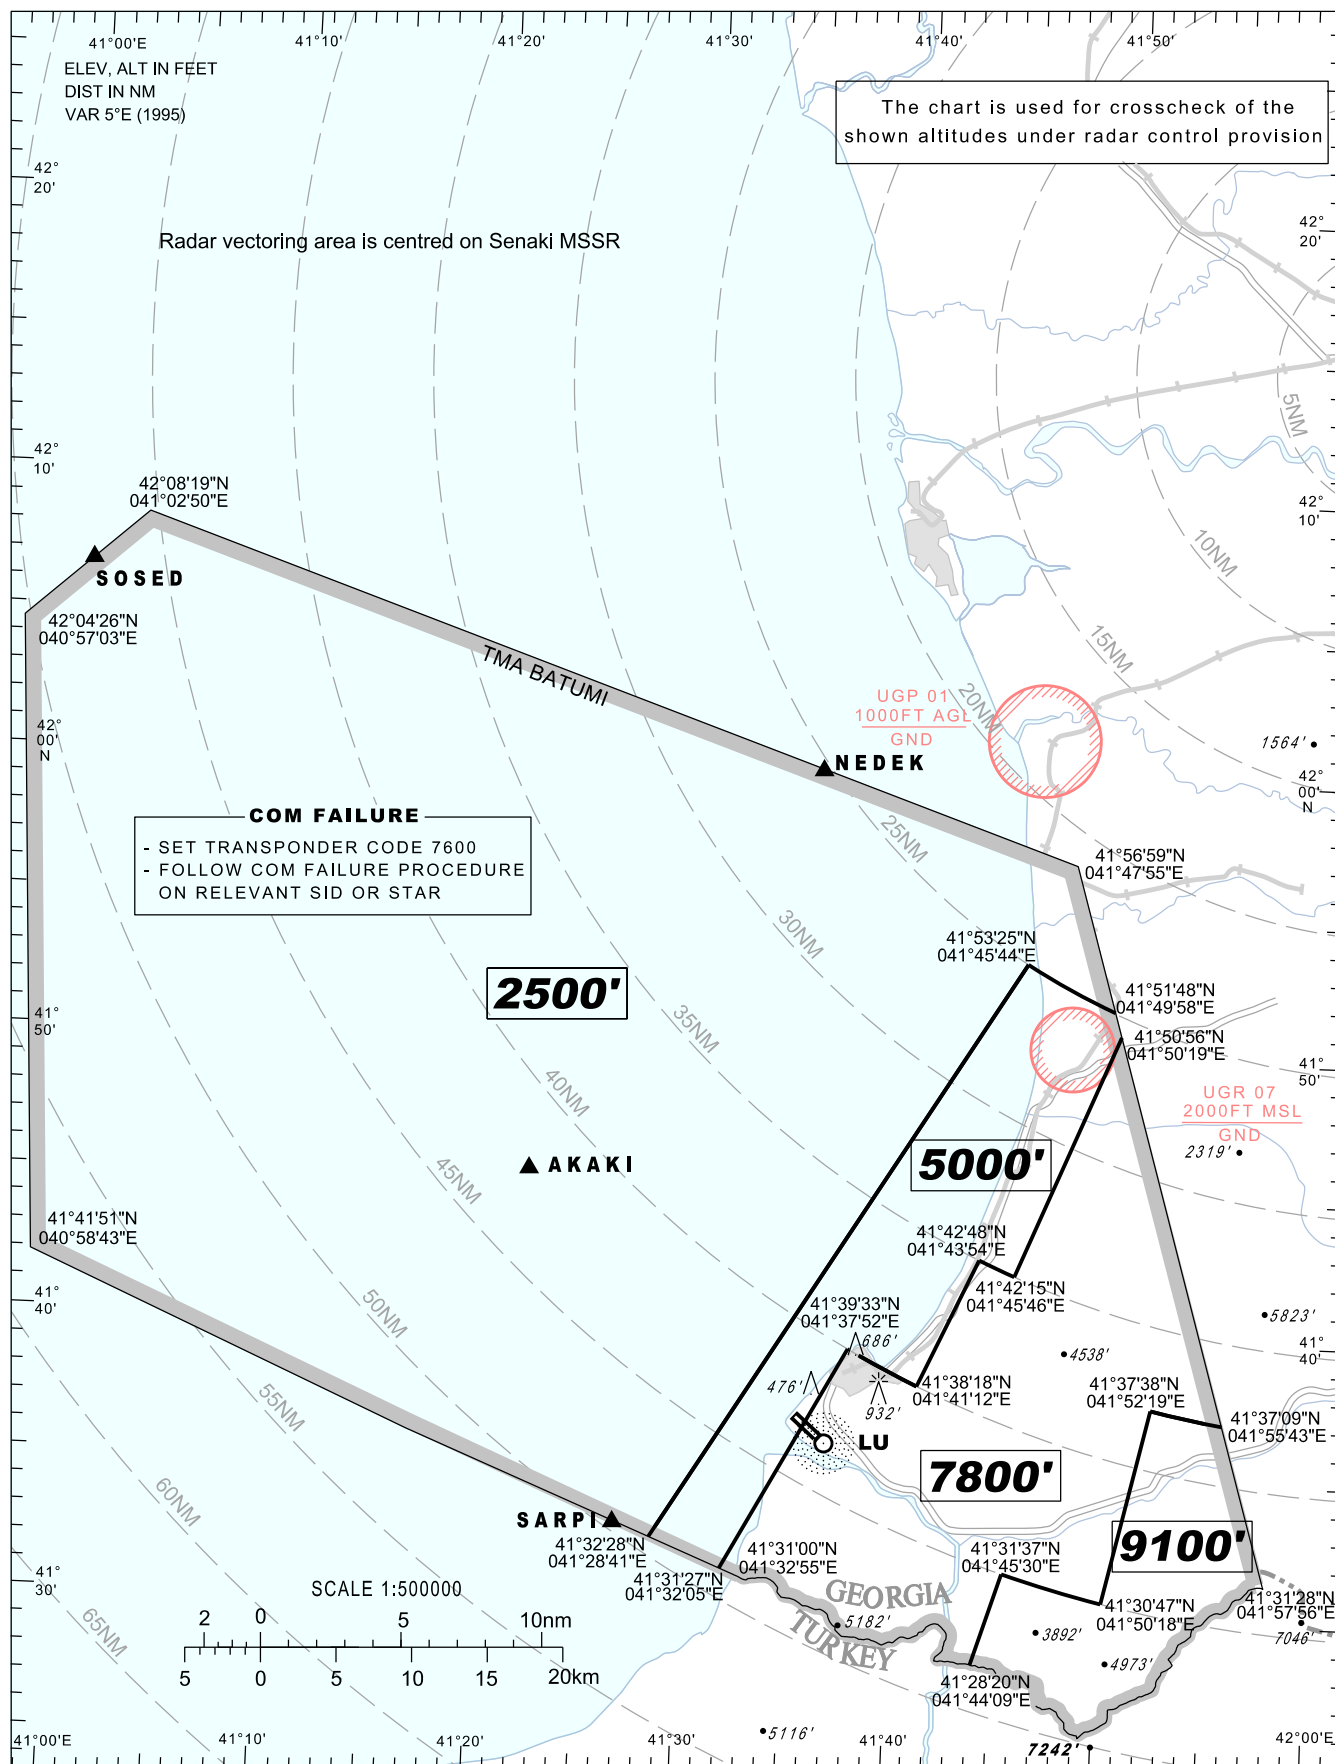 41°00'E
41°10'
41°20'
41°30'
41°40'
41°50'
ELEV, ALT IN FEET
DIST IN NM
VAR 5°E (1995)
The chart is used for crosscheck of the
shown altitudes under radar control provision
42°
20'
42°
20'
Radar vectoring area is centred on Senaki MSSR
5NM
42°
10'
42°08'19"N
041°02'50"E
42°
10'
10NM
SOSED
42°04'26"N
040°57'03"E
15NM
TMA BATUMI
20NM
UGP 01
1000FT AGL
GND
42°
00'
N
1564'
NEDEK
42°
00'
N
COM FAILURE
- SET TRANSPONDER CODE 7600
- FOLLOW COM FAILURE PROCEDURE
ON RELEVANT SID OR STAR
25NM
41°56'59"N
041°47'55"E
30NM
41°53'25"N
041°45'44"E
2500'
41°51'48"N
041°49'58"E
41°
50'
35NM
41°50'56"N
041°50'19"E
41°
50'
40NM
UGR 07
2000FT MSL
GND
2319'
5000'
AKAKI
45NM
41°41'51"N
040°58'43"E
41°42'48"N
041°43'54"E
41°
40'
50NM
41°42'15"N
041°45'46"E
41°39'33"N
041°37'52"E
5823'
686'
4538'
41°
40'
476'
41°38'18"N
041°41'12"E
41°37'38"N
041°52'19"E
55NM
932'
41°37'09"N
041°55'43"E
LU
7800'
60NM
SARPI
9100'
41°32'28"N
041°28'41"E
41°31'00"N
041°32'55"E
41°31'37"N
041°45'30"E
41°31'27"N
041°32'05"E
41°
30'
SCALE 1:500000
GEORGIA
41°31'28"N
041°57'56"E
41°30'47"N
041°50'18"E
2 0 5 10nm
65NM
5182'
TURKEY
3892'
7046'
4973'
5 0 5 10 15 20km
41°28'20"N
041°44'09"E
5116'
7242'
41°00'E
41°10'
41°20'
41°30'
41°40'
42°00'E